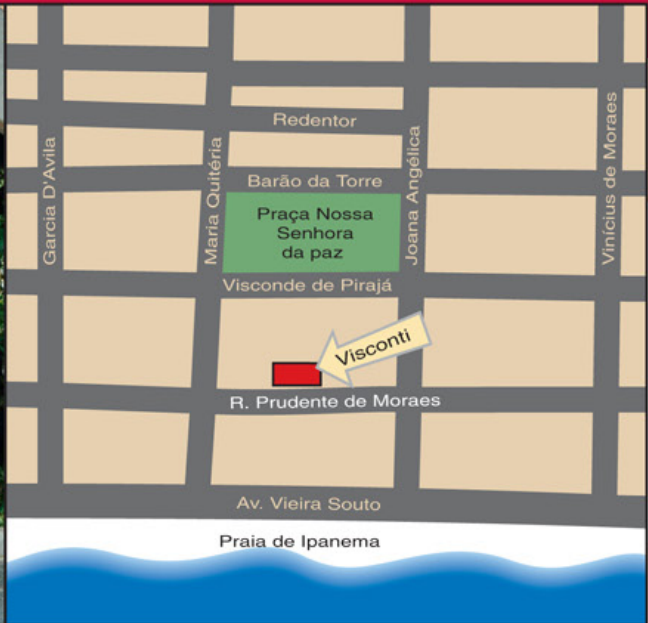 Redentor
Garcia D'Avila
Maria Quitéria
Joana Angélica
Vinícius de Moraes
Barão da Torre
Praça Nossa
Senhora
da paz
Visconde de Pirajá
Visconti
R. Prudente de Moraes
Av. Vieira Souto
Praia de Ipanema